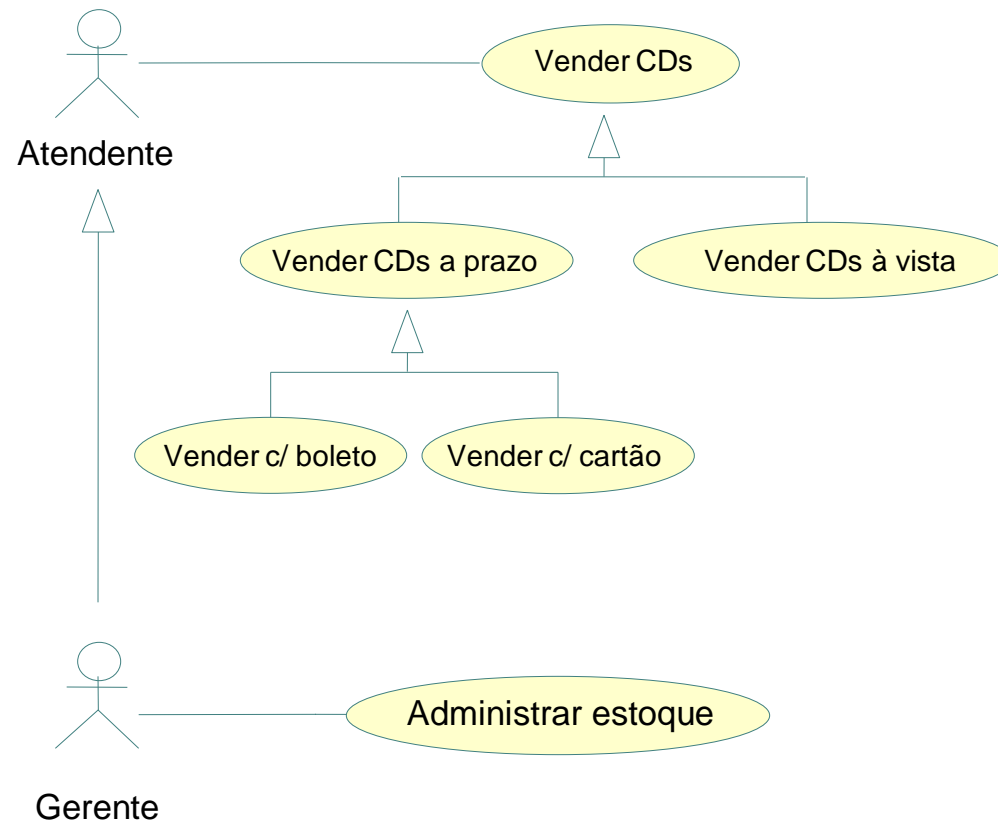 Vender CDs
Atendente
Vender CDs a prazo
Vender CDs à vista
Vender c/ boleto
Vender c/ cartão
Administrar estoque
Gerente